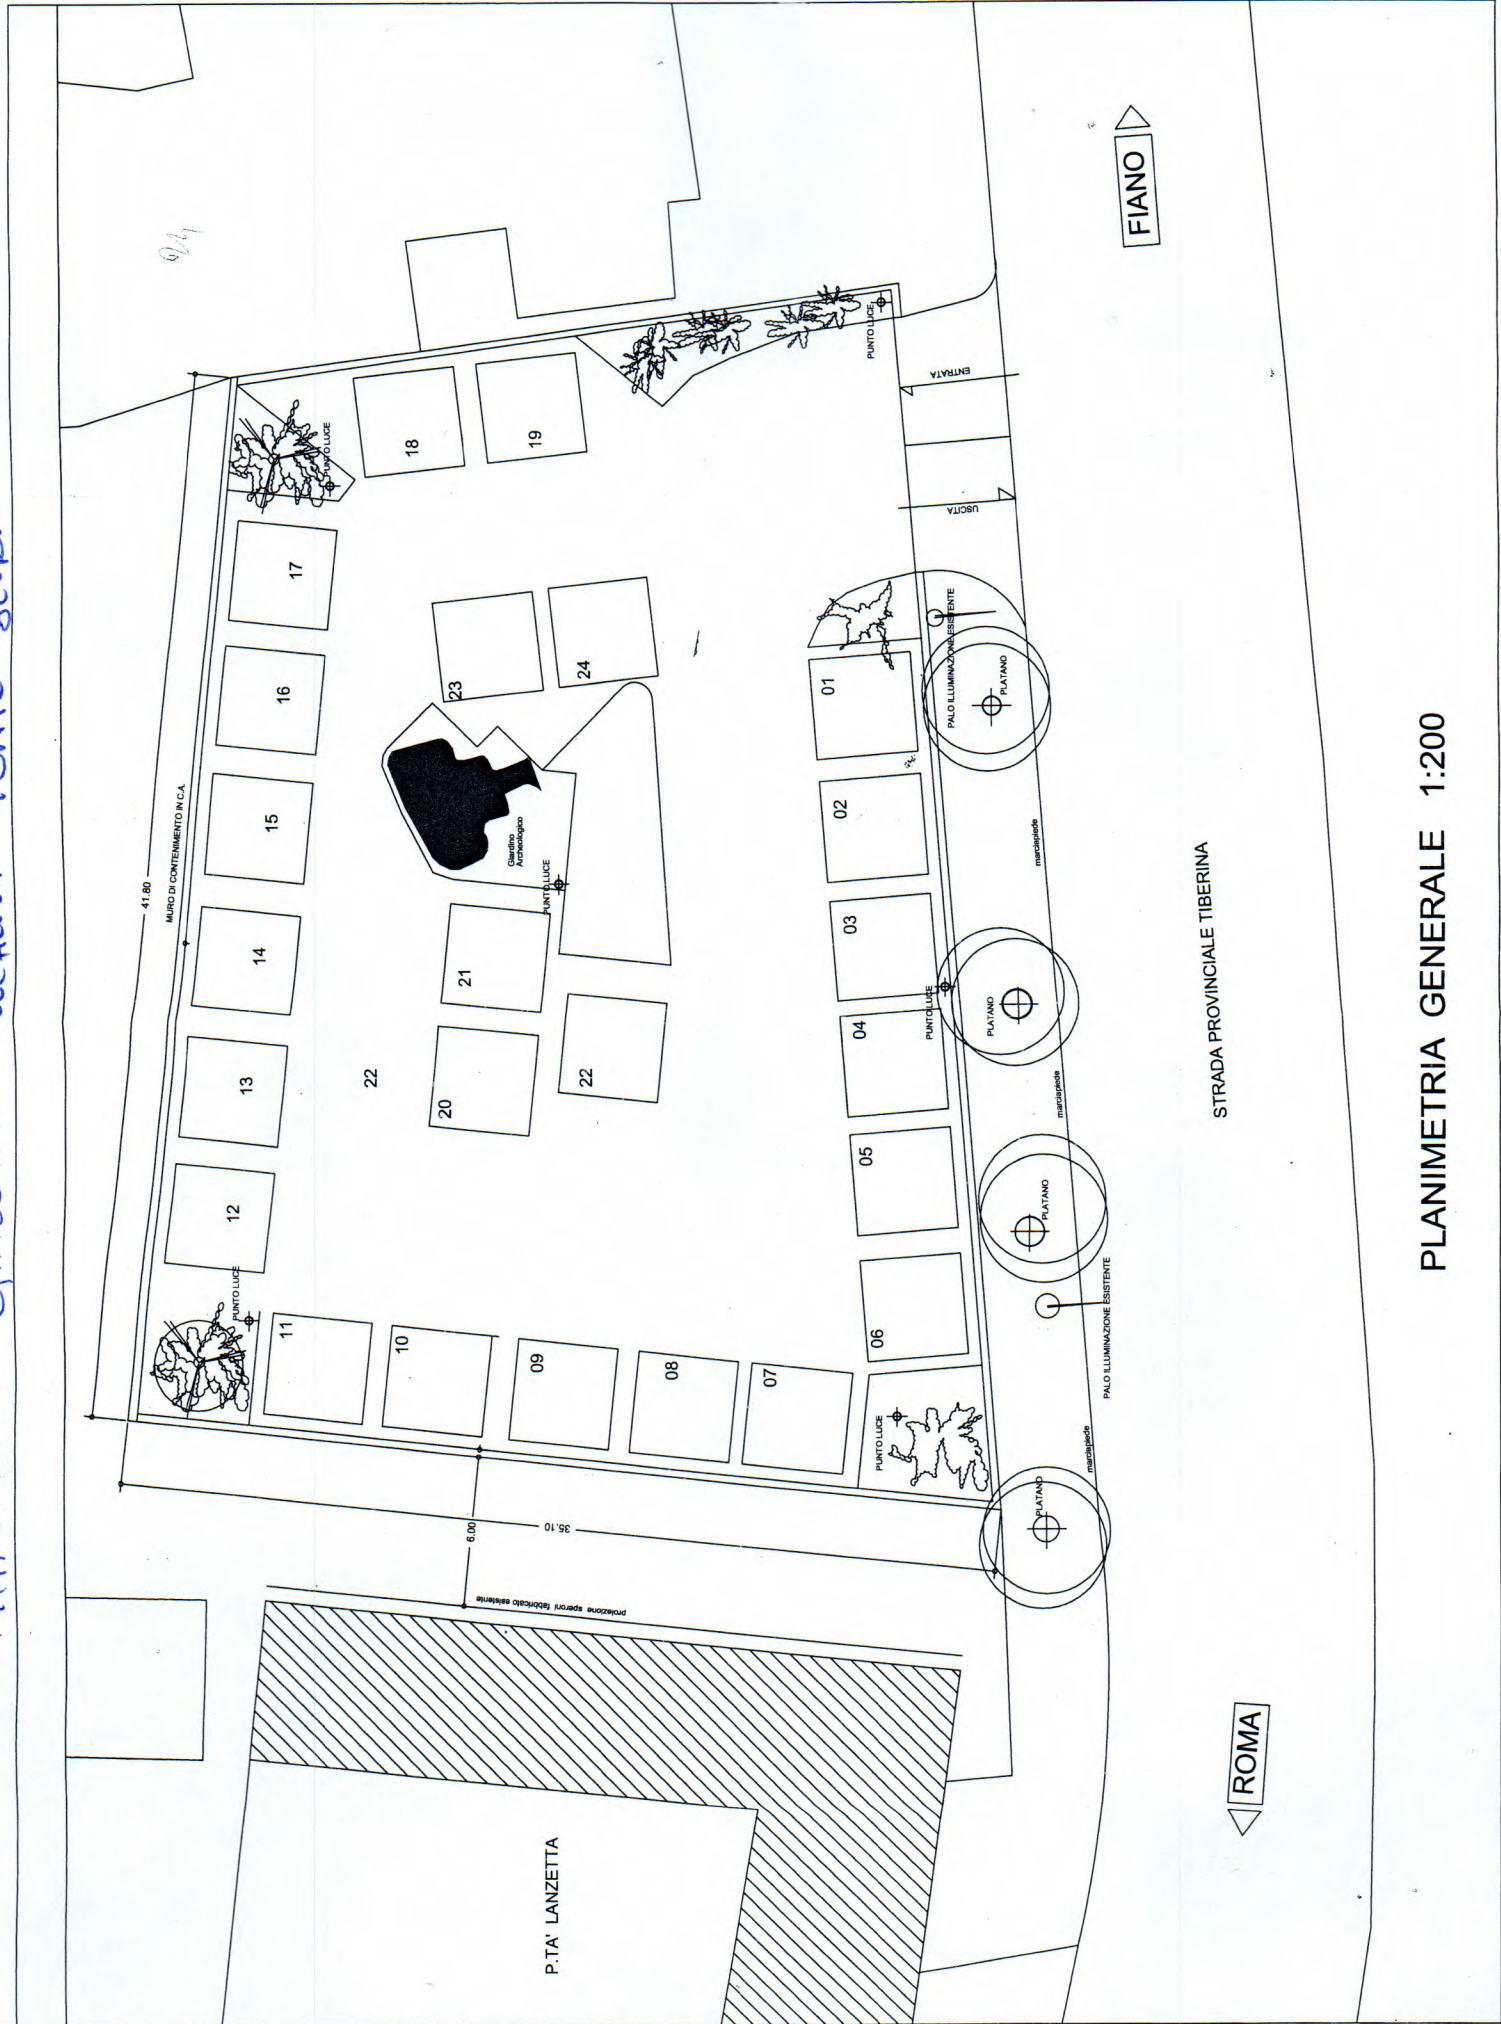 MURO DI CONTENIMENTO IN C.A.
41.80
PUNTO LUCE
PUNTO LUCE
11
12
13
14
15
16
17
18
19
10
09
08
07
20
21
22
22
23
24
Giardino
Archeologico
PUNTO LUCE
06
05
04
03
02
01
PUNTO LUCE
PUNTO LUCE
PUNTO LUCE
ENTRATA
USCITA
35.10
6.00
proiezione speroni fabbricato esistente
P.TA' LANZETTA
PLATANO
PLATANO
PLATANO
PLATANO
PALO ILLUMINAZIONE ESISTENTE
PALO ILLUMINAZIONE ESISTENTE
marciapiede
marciapiede
marciapiede
STRADA PROVINCIALE TIBERINA
ROMA
FIANO
PLANIMETRIA GENERALE 1:200